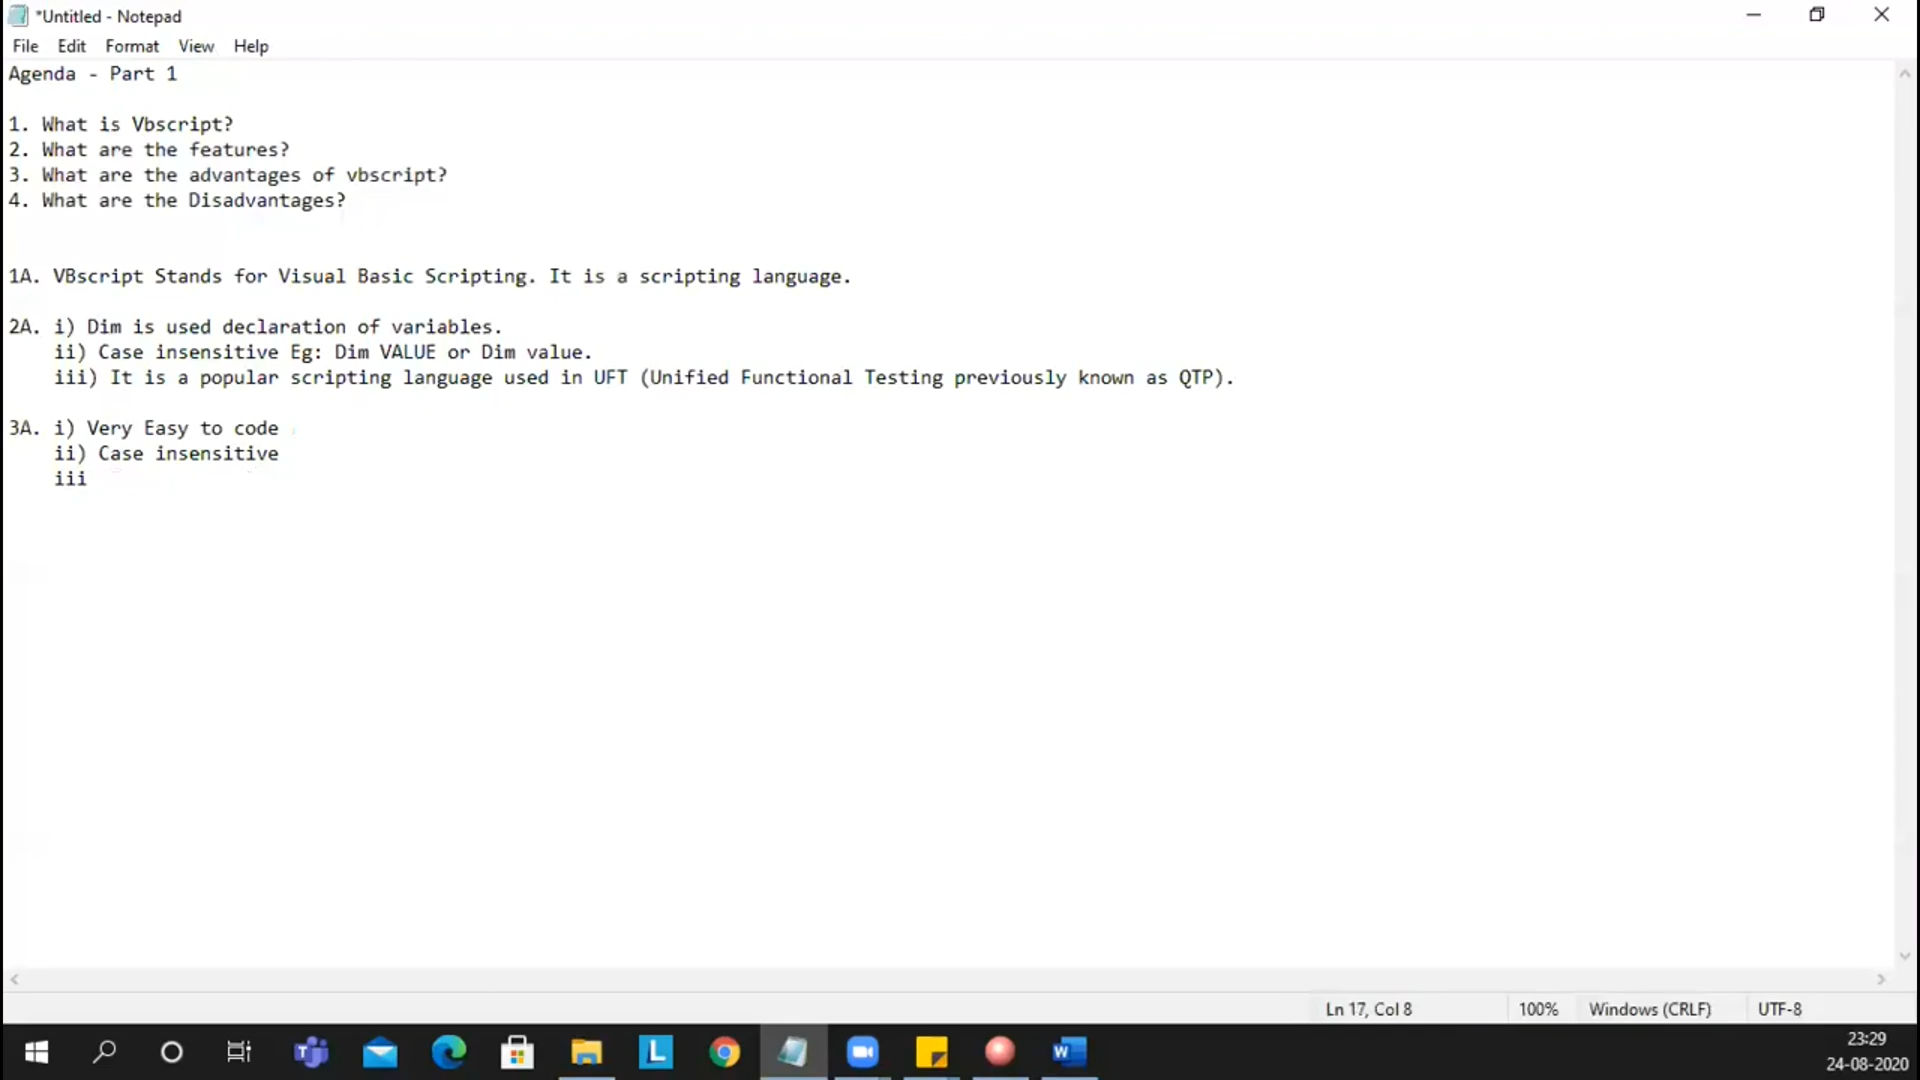 *Untitled - Notepad
File Edit Format View Help
Agenda - Part 1
1. What is Vbscript?
2. What are the features?
3. What are the advantages of vbscript?
4. What are the Disadvantages?
1A. VBscript Stands for Visual Basic Scripting. It is a scripting language.
2A. i) Dim is used declaration of variables.
ii) Case insensitive Eg: Dim VALUE or Dim value.
iii) It is a popular scripting language used in UFT (Unified Functional Testing previously known as QTP).
3A. i) Very Easy to code
ii) Case insensitive
iii
Ln 17, Col 8 100% Windows (CRLF) UTF-8
L
W
23:29
24-08-2020